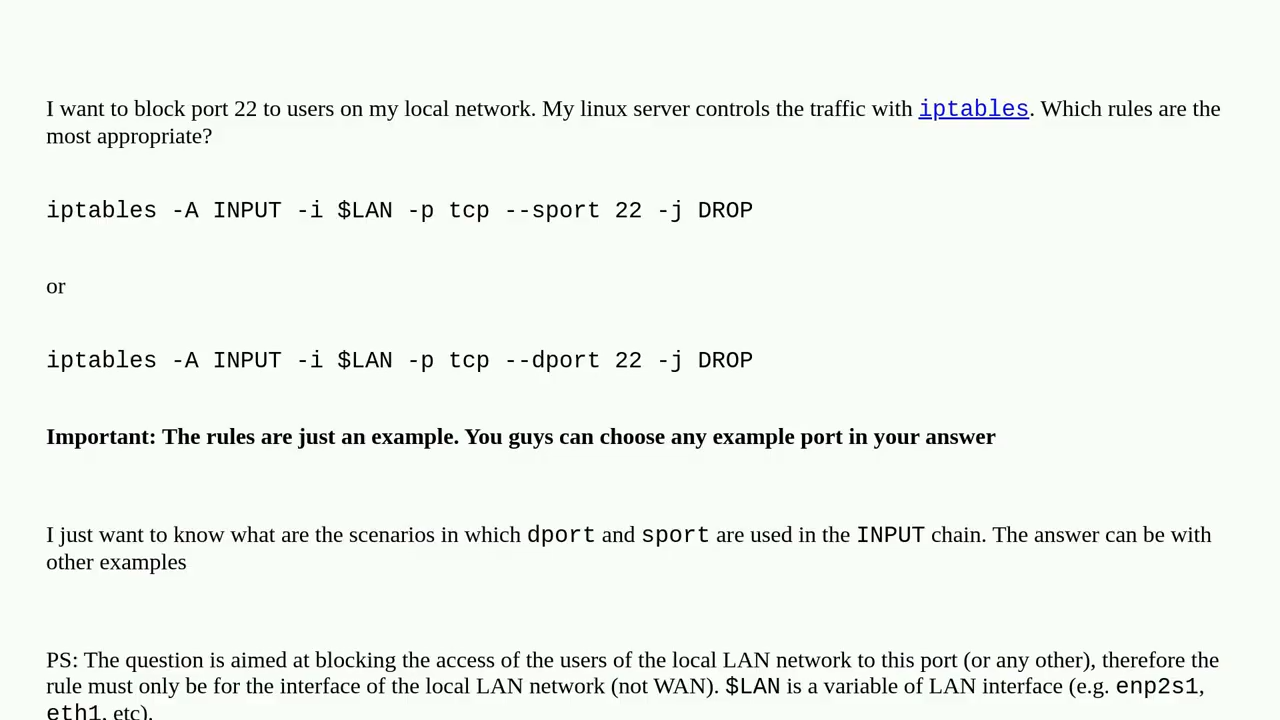 I want to block port 22 to users on my local network. My linux server controls the traffic with iptables. Which rules are the
most appropriate?
iptables -A INPUT -i $LAN -p tcp --sport 22 -j DROP
or
iptables -A INPUT -i $LAN -p tcp --dport 22 -j DROP
Important: The rules are just an example. You guys can choose any example port in your answer
I just want to know what are the scenarios in which dport and sport are used in the INPUT chain. The answer can be with
other examples
PS: The question is aimed at blocking the access of the users of the local LAN network to this port (or any other), therefore the
rule must only be for the interface of the local LAN network (not WAN). $LAN is a variable of LAN interface (e.g. enp2s1,
eth1, etc).